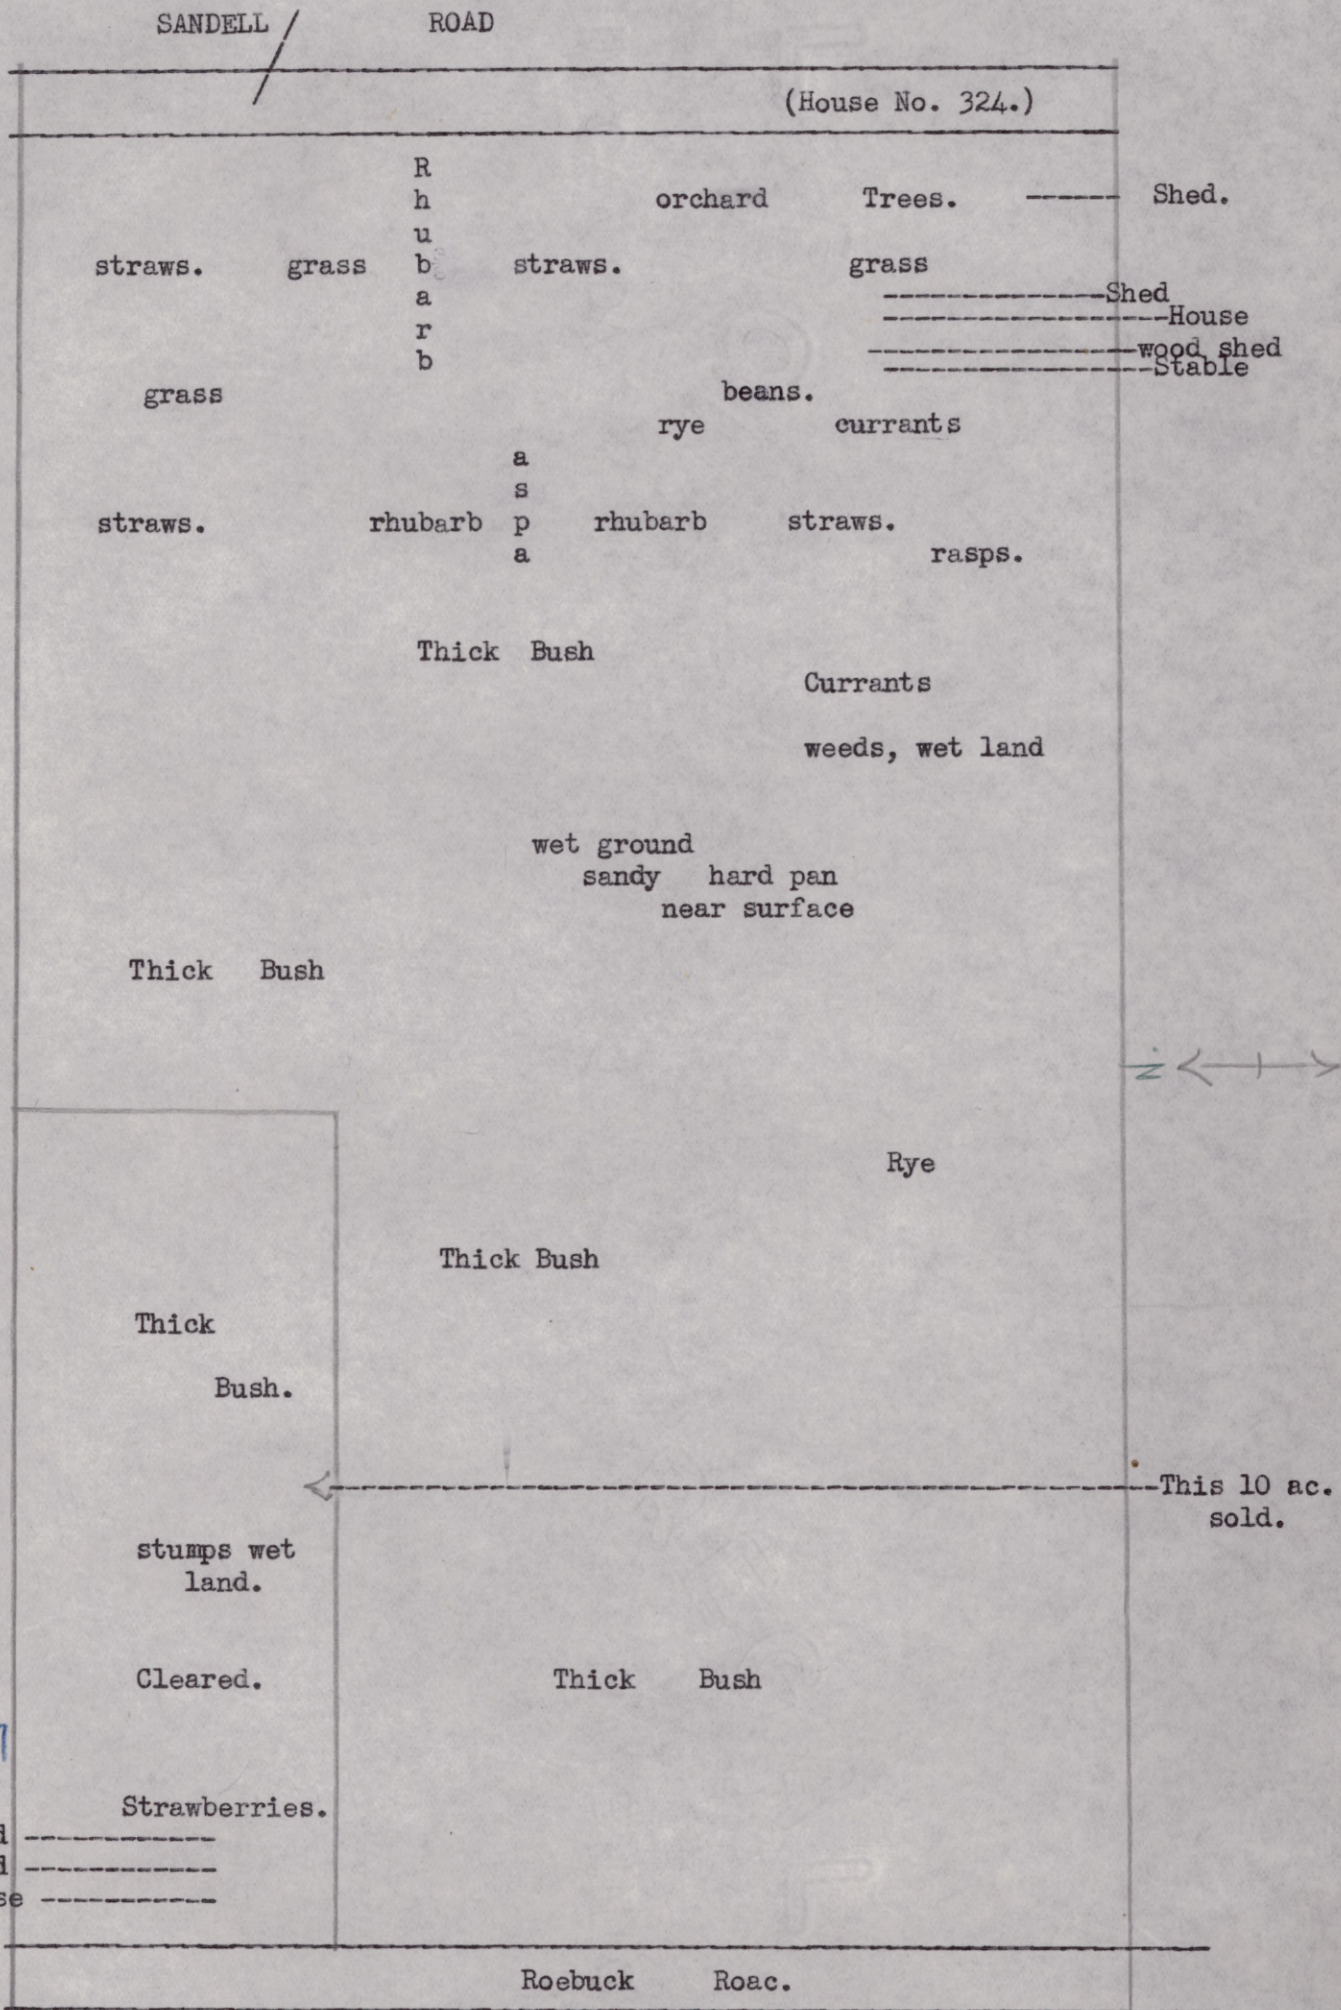 SANDELL / ROAD
(House No. 324.)
Rhubarb
orchard Trees. ------ Shed.
straws. grass straws. grass
---------------Shed
-------------------House
------------------wood shed
------------------Stable
grass beans.
rye currants
aspa
straws. rhubarb rhubarb straws.
rasps.
Thick Bush
Currants
weeds, wet land
wet ground
sandy hard pan
near surface
Thick Bush
N.
Rye
Thick Bush
Thick
Bush.
This 10 ac.
sold.
stumps wet
land.
Cleared. Thick Bush
Strawberries.
Roebuck Roac.